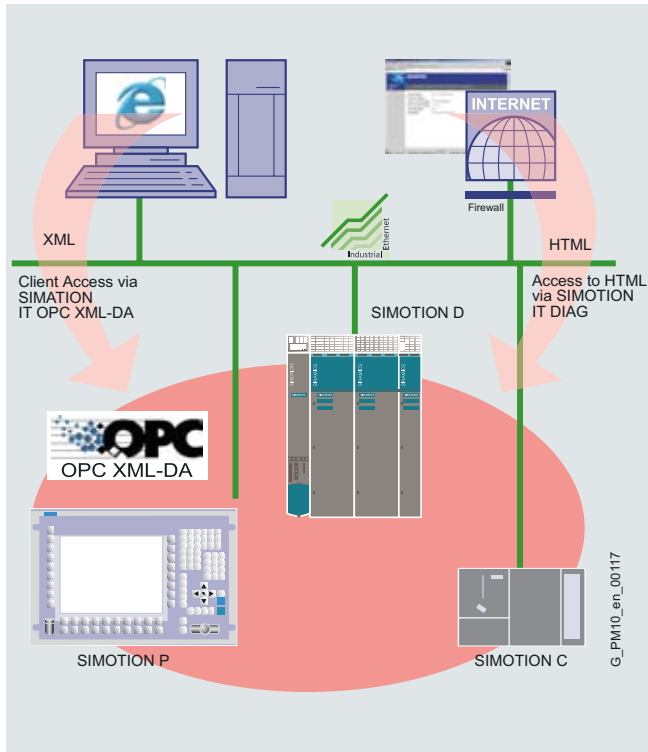 INTERNET
Firewall
Industrial
Ethernet
XML
HTML
Client Access via
SIMATION
IT OPC XML-DA
SIMOTION D
Access to HTML
via SIMOTION
IT DIAG
OPC
OPC XML-DA
SIMOTION P
SIMOTION C
G_PM10_en_00117